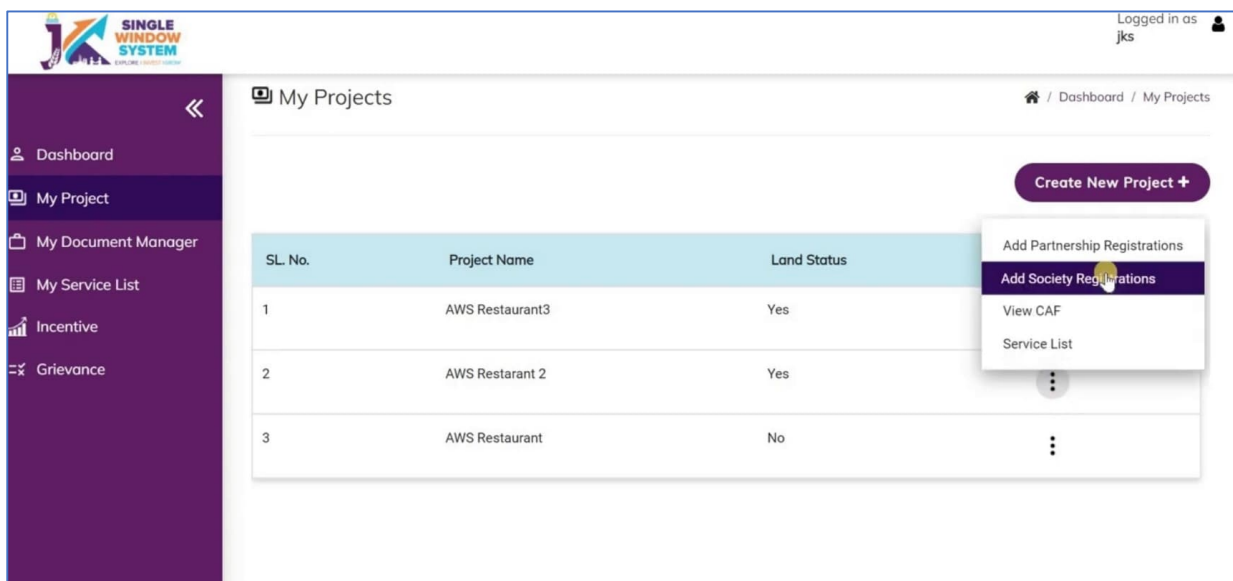 SINGLE
WINDOW
SYSTEM
Logged in as
jks
My Projects
/ Dashboard / My Projects
Dashboard
My Project
My Document Manager
My Service List
Incentive
Grievance
Create New Project +
Add Partnership Registrations
Add Society Registrations
View CAF
Service List
SL. No. Project Name Land Status
1 AWS Restaurant3 Yes
2 AWS Restarant 2 Yes
3 AWS Restaurant No